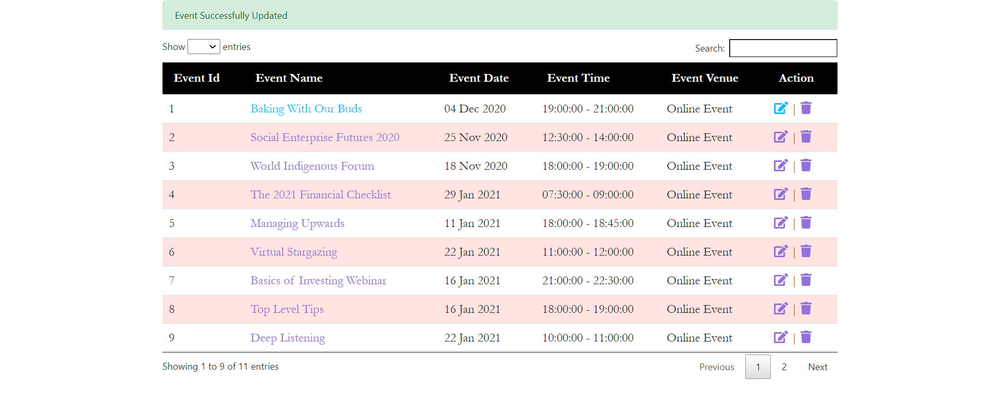 Event Successfully Updated
Show entries Search:
Event Id Event Name Event Date Event Time Event Venue Action
1 Baking With Our Buds 04 Dec 2020 19:00:00 - 21:00:00 Online Event |
2 Social Enterprise Futures 2020 25 Nov 2020 12:30:00 - 14:00:00 Online Event |
3 World Indigenous Forum 18 Nov 2020 18:00:00 - 19:00:00 Online Event |
4 The 2021 Financial Checklist 29 Jan 2021 07:30:00 - 09:00:00 Online Event |
5 Managing Upwards 11 Jan 2021 18:00:00 - 18:45:00 Online Event |
6 Virtual Stargazing 22 Jan 2021 11:00:00 - 12:00:00 Online Event |
7 Basics of Investing Webinar 16 Jan 2021 21:00:00 - 22:30:00 Online Event |
8 Top Level Tips 16 Jan 2021 18:00:00 - 19:00:00 Online Event |
9 Deep Listening 22 Jan 2021 10:00:00 - 11:00:00 Online Event |
Showing 1 to 9 of 11 entries Previous 1 2 Next